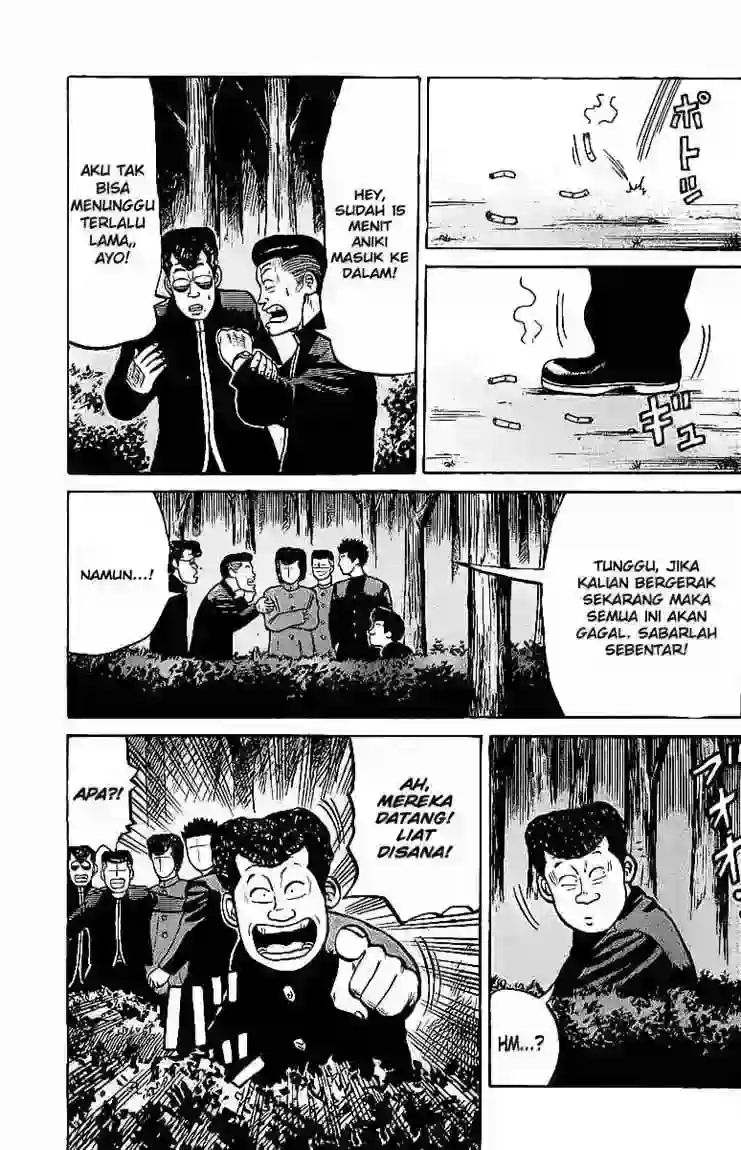 ポトッ
ギュ
HEY,
SUDAH 15
MENIT
ANIKI
MASUK KE
DALAM!
AKU TAK
BISA
MENUNGGU
TERLALU
LAMA,,
AYO!
TUNGGU, JIKA
KALIAN BERGERAK
SEKARANG MAKA
SEMUA INI AKAN
GAGAL. SABARLAH
SEBENTAR!
NAMUN...!
HM...?
AH,
MEREKA
DATANG!
LIAT
DISANA!
APA?!